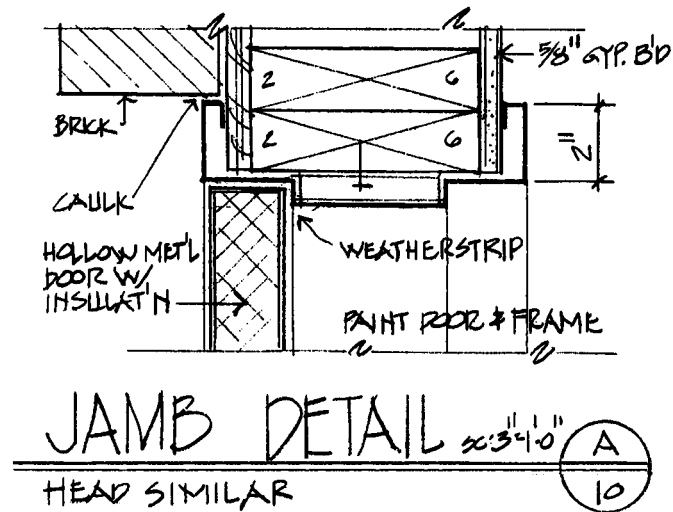 5/8" GYP. B'D
2 6
BRICK
2 6
2"
CAULK
HOLLOW MET'L
DOOR W/
INSULAT'N
WEATHERSTRIP
PAINT DOOR & FRAME
JAMB DETAIL SC: 3"=1'-0"
A
10
HEAD SIMILAR